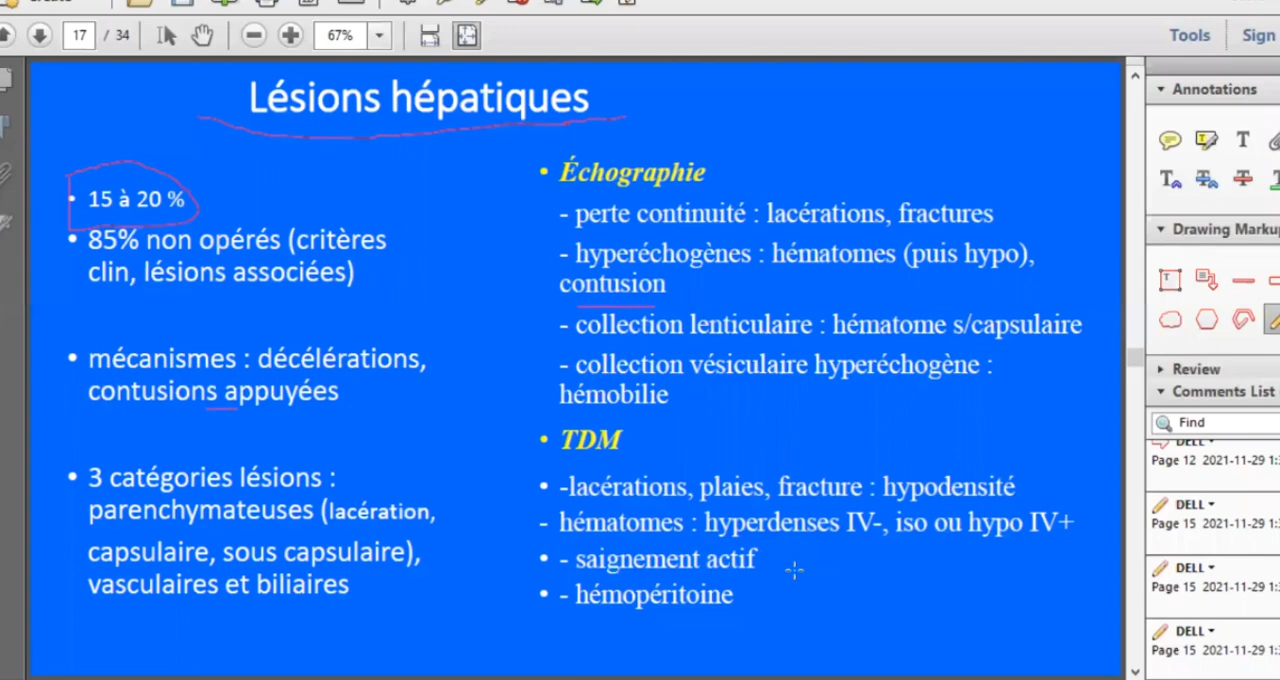 17 / 34
67%
Tools
Sign
Lésions hépatiques
• 15 à 20 %
• 85% non opérés (critères
clin, lésions associées)
• mécanismes : décélérations,
contusions appuyées
• 3 catégories lésions :
parenchymateuses (lacération,
capsulaire, sous capsulaire),
vasculaires et biliaires
• Échographie
- perte continuité : lacérations, fractures
- hyperéchogènes : hématomes (puis hypo),
contusion
- collection lenticulaire : hématome s/capsulaire
- collection vésiculaire hyperéchogène :
hémobilie
• TDM
• -lacérations, plaies, fracture : hypodensité
- hématomes : hyperdenses IV-, iso ou hypo IV+
• - saignement actif
• - hémopéritoine
Annotations
Drawing Markup
Review
Comments List
Find
DELL
Page 12 2021-11-29 1:
DELL
Page 15 2021-11-29 1:
DELL
Page 15 2021-11-29 1:
DELL
Page 15 2021-11-29 1: